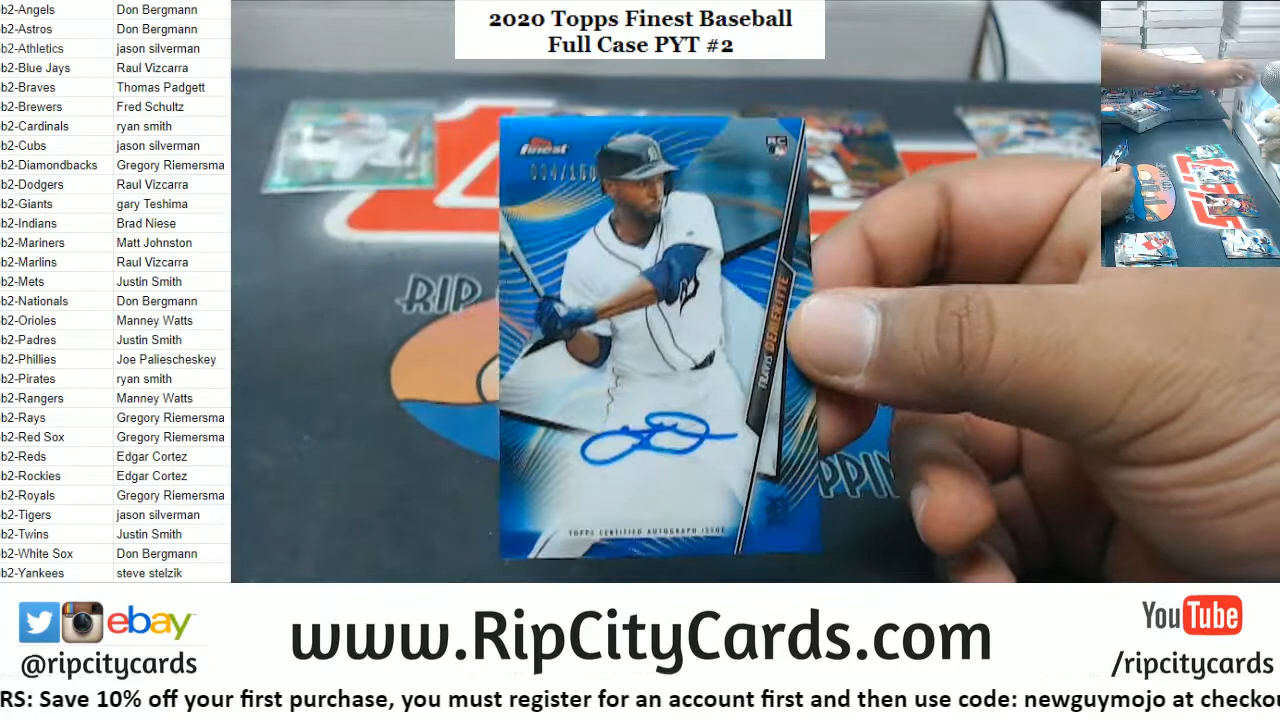 b2-Angels Don Bergmann
b2-Astros Don Bergmann
b2-Athletics jason silverman
b2-Blue Jays Raul Vizcarra
b2-Braves Thomas Padgett
b2-Brewers Fred Schultz
b2-Cardinals ryan smith
b2-Cubs jason silverman
b2-Diamondbacks Gregory Riemersma
b2-Dodgers Raul Vizcarra
b2-Giants gary Teshima
b2-Indians Brad Niese
b2-Mariners Matt Johnston
b2-Marlins Raul Vizcarra
b2-Mets Justin Smith
b2-Nationals Don Bergmann
b2-Orioles Manney Watts
b2-Padres Justin Smith
b2-Phillies Joe Paliescheskey
b2-Pirates ryan smith
b2-Rangers Manney Watts
b2-Rays Gregory Riemersma
b2-Red Sox Gregory Riemersma
b2-Reds Edgar Cortez
b2-Rockies Edgar Cortez
b2-Royals Gregory Riemersma
b2-Tigers jason silverman
b2-Twins Justin Smith
b2-White Sox Don Bergmann
b2-Yankees steve stelzik
2020 Topps Finest Baseball
Full Case PYT #2
finest
RC
D
TRAVIS DEMERITTE
TOPPS CERTIFIED AUTOGRAPH ISSUE
RIP
PPIN
ebay
@ripcitycards
www.RipCityCards.com
YouTube
/ripcitycards
RS: Save 10% off your first purchase, you must register for an account first and then use code: newguymojo at checkou